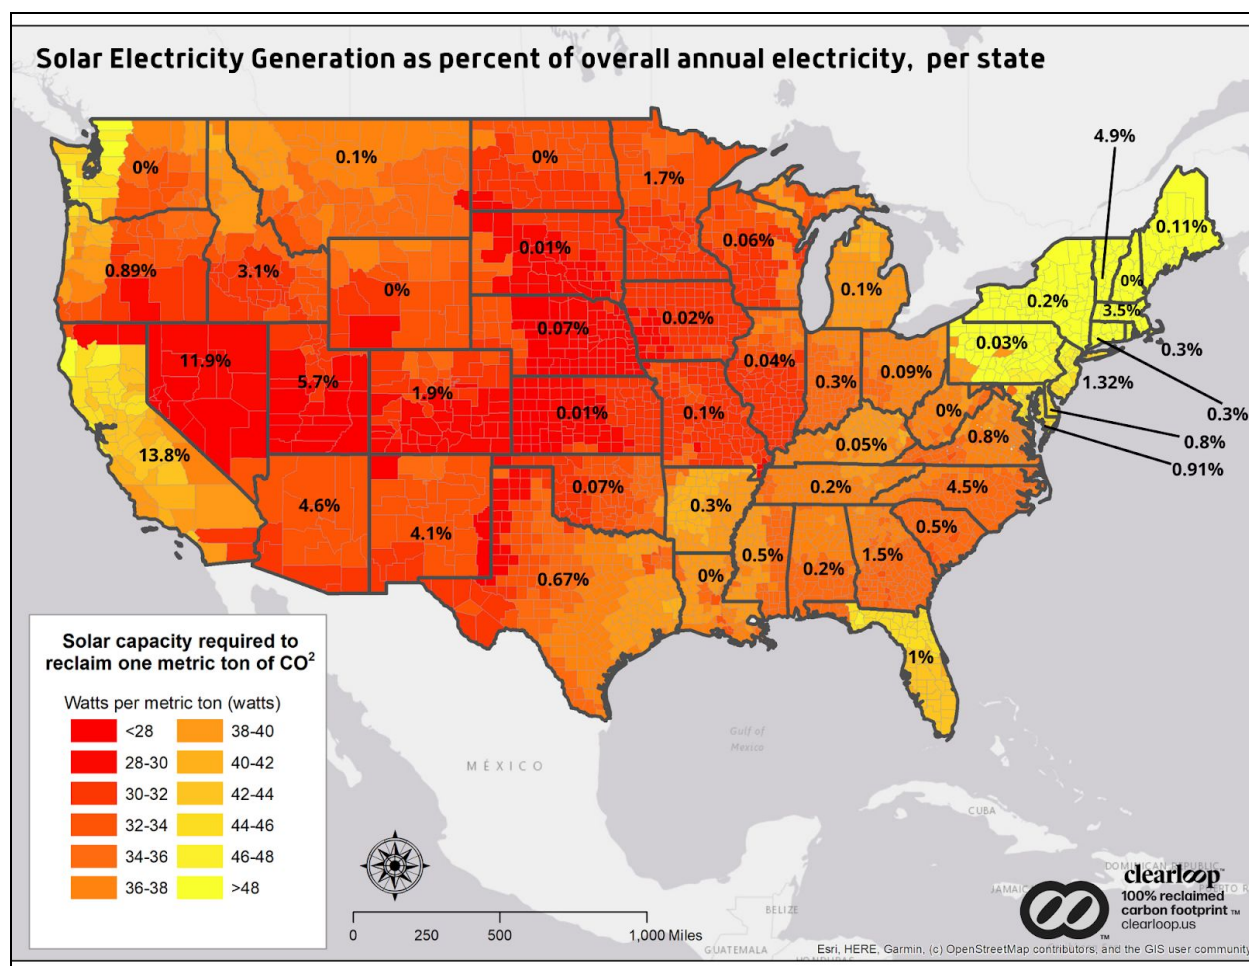 Solar Electricity Generation as percent of overall annual electricity, per state
4.9%
0%
0.1%
0%
1.7%
0.11%
0.89%
3.1%
0%
0.01%
0.06%
0.1%
0.2%
0%
3.5%
0.3%
11.9%
5.7%
1.9%
0.07%
0.02%
0.04%
0.3%
0.09%
0.03%
1.32%
0.3%
13.8%
0.01%
0.1%
0.05%
0%
0.8%
0.8%
0.91%
4.6%
4.1%
0.07%
0.3%
0.2%
4.5%
0.67%
0%
0.5%
0.2%
1.5%
0.5%
1%
Solar capacity required to
reclaim one metric ton of CO²
Watts per metric ton (watts)
<28
28-30
30-32
32-34
34-36
36-38
38-40
40-42
42-44
44-46
46-48
>48
Gulf of
Mexico
MÉXICO
CUBA
DOMINICAN REPUBLIC
JAMAIC
PUERTO R
BELIZE
GUATEMALA
HONDURAS
0 250 500 1,000 Miles
clearloop™
100% reclaimed
carbon footprint ™
clearloop.us
TM
Esri, HERE, Garmin, (c) OpenStreetMap contributors, and the GIS user community